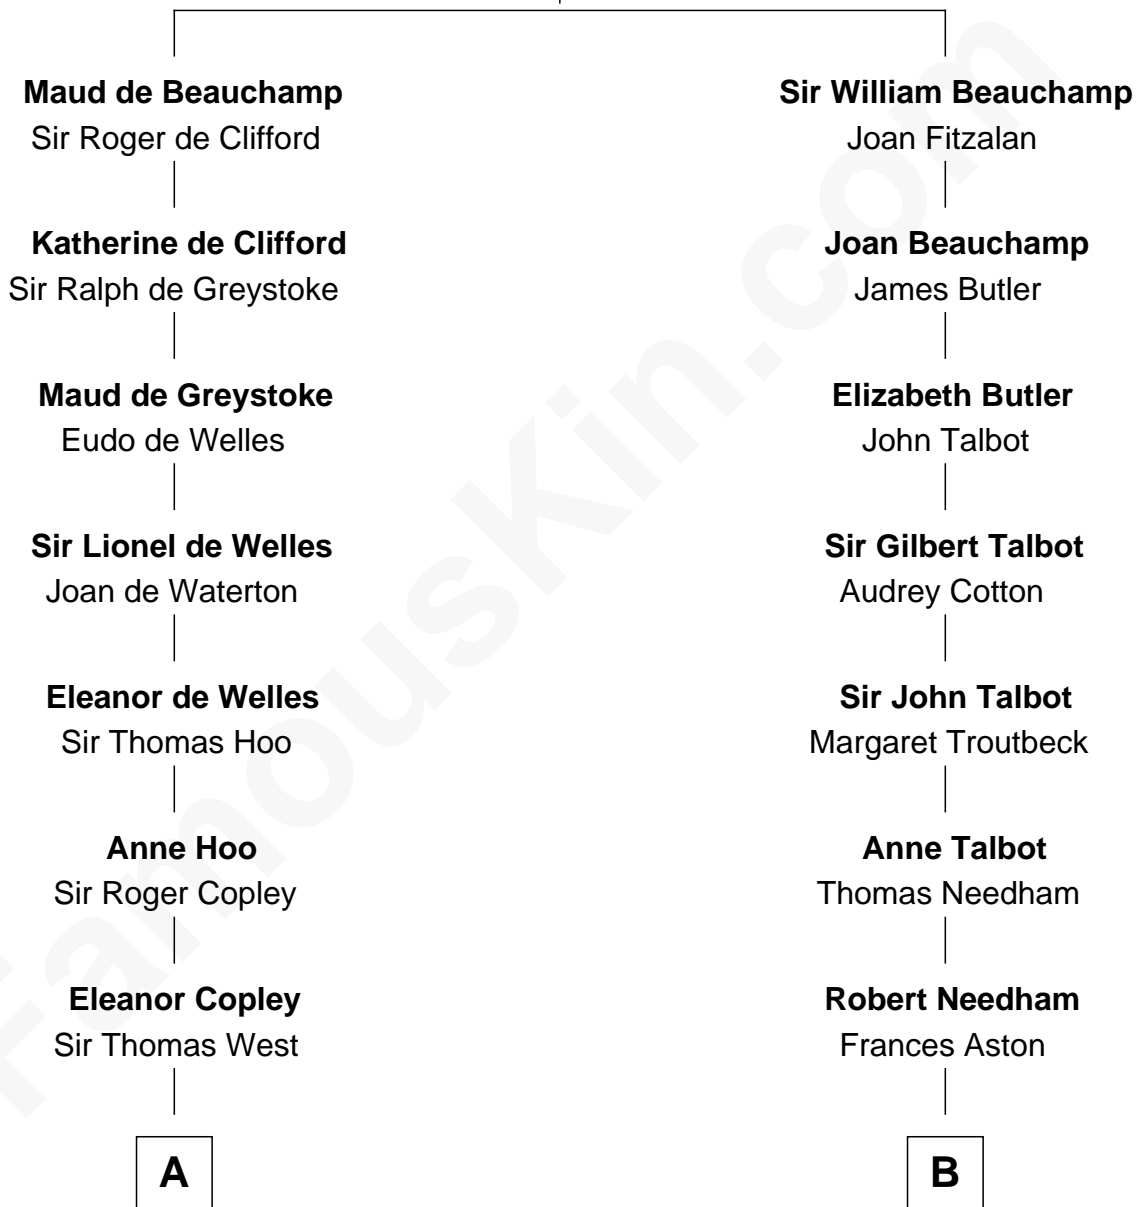 Maud de Beauchamp
Sir Roger de Clifford
Katherine de Clifford
Sir Ralph de Greystoke
Maud de Greystoke
Eudo de Welles
Sir Lionel de Welles
Joan de Waterton
Eleanor de Welles
Sir Thomas Hoo
Anne Hoo
Sir Roger Copley
Eleanor Copley
Sir Thomas West
A
Sir William Beauchamp
Joan Fitzalan
Joan Beauchamp
James Butler
Elizabeth Butler
John Talbot
Sir Gilbert Talbot
Audrey Cotton
Sir John Talbot
Margaret Troutbeck
Anne Talbot
Thomas Needham
Robert Needham
Frances Aston
B
FamousKin.com